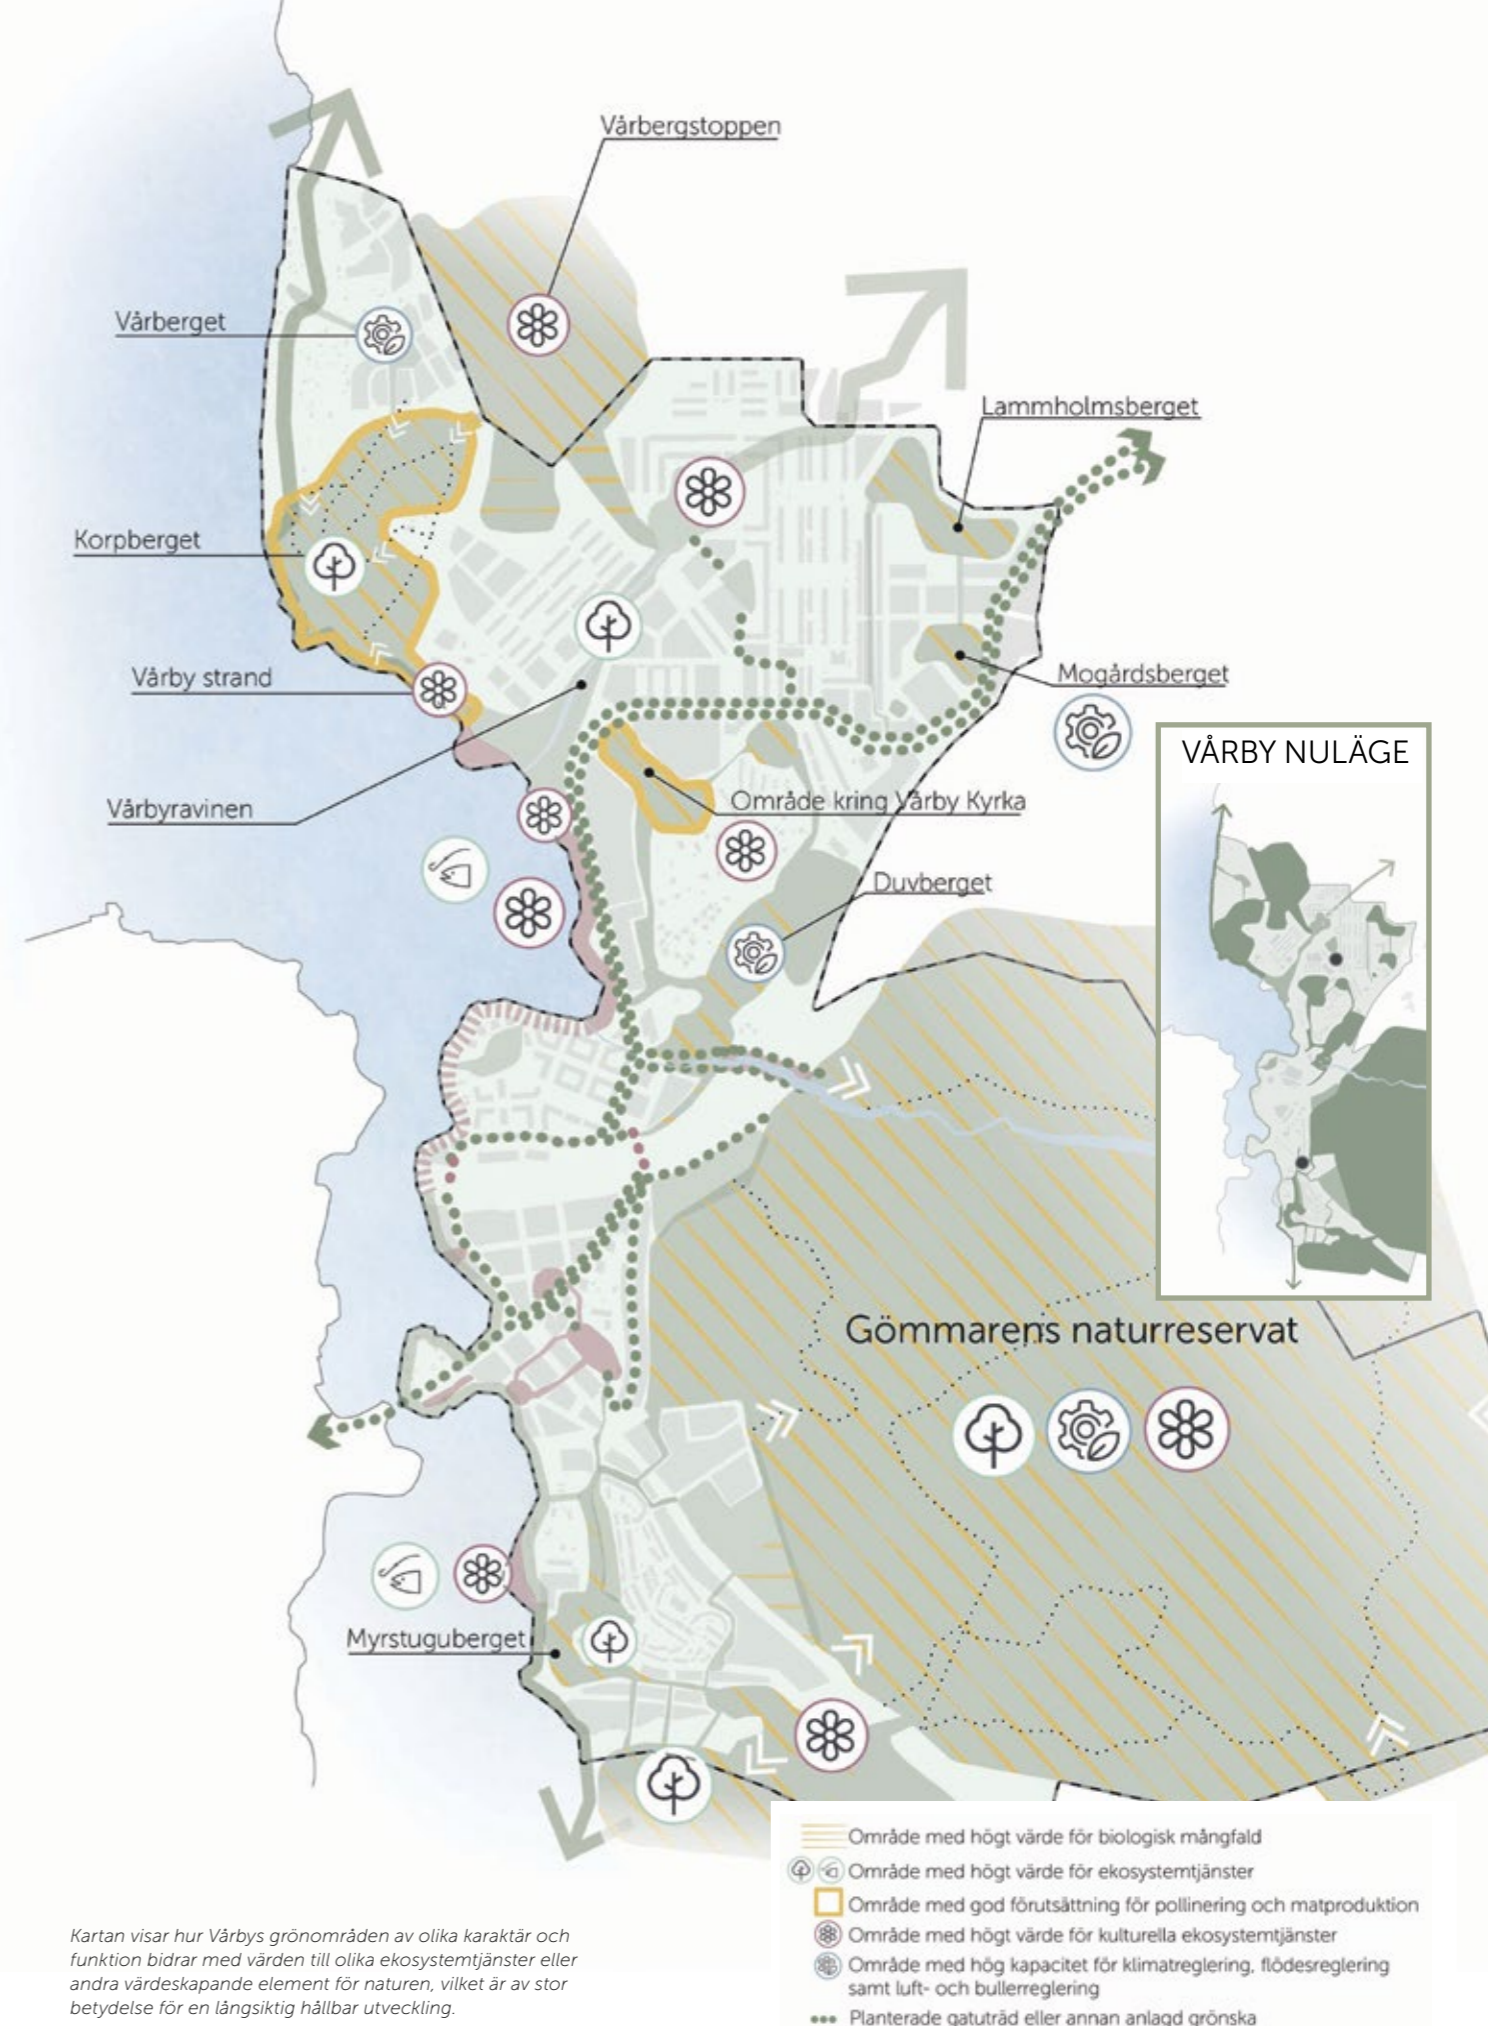 Vårbergstoppen
Vårberget
Lammholmsberget
Korpberget
Vårby strand
Mogårdsberget
VÅRBY NULÄGE
Vårbyravinen
Område kring Vårby Kyrka
Duvberget
Gömmarens naturreservat
Myrstuguberget
Område med högt värde för biologisk mångfald
Område med högt värde för ekosystemtjänster
Område med god förutsättning för pollinering och matproduktion
Område med högt värde för kulturella ekosystemtjänster
Område med hög kapacitet för klimatreglering, flödesreglering
samt luft- och bullerreglering
Planterade gatuträd eller annan anlagd grönska
Kartan visar hur Vårbys grönområden av olika karaktär och
funktion bidrar med värden till olika ekosystemtjänster eller
andra värdeskapande element för naturen, vilket är av stor
betydelse för en långsiktig hållbar utveckling.